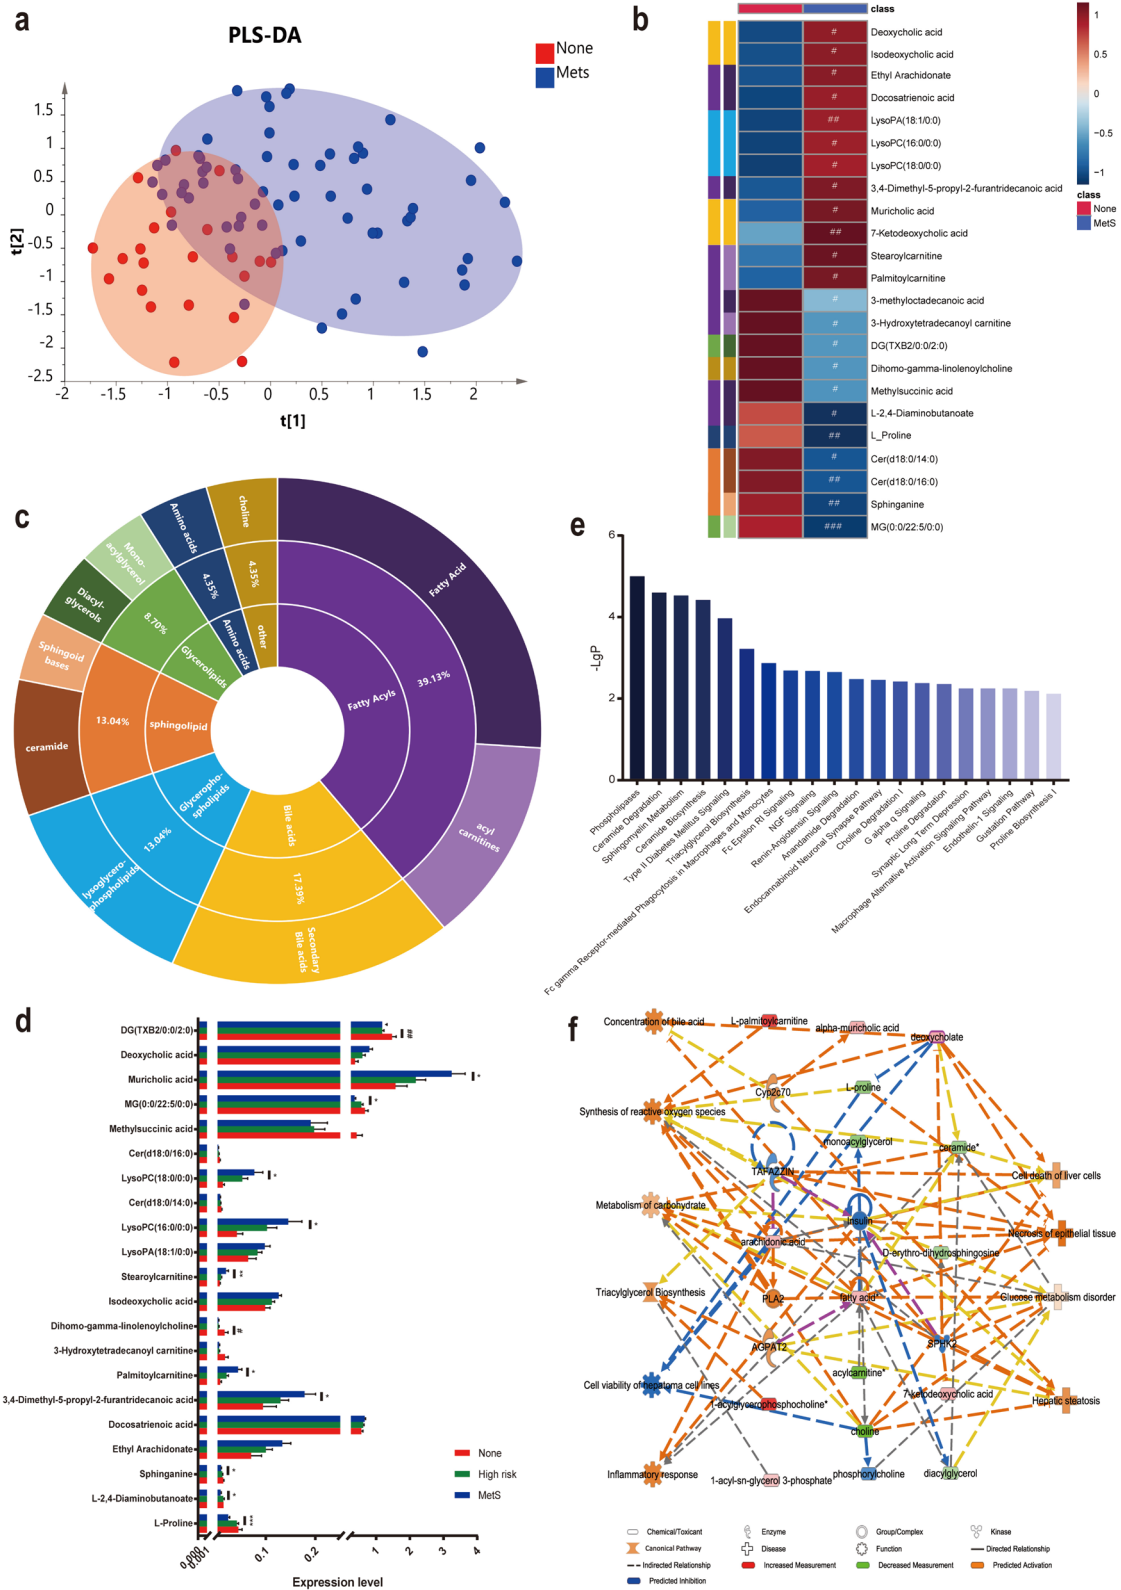 a
PLS-DA
None
Mets
1.5
1
0.5
0
-0.5
-1
-1.5
-2
-2.5
t[2]
-2
-1.5
-1
-0.5
0
0.5
1
1.5
2
t[1]
b
class
Deoxycholic acid
Isodeoxycholic acid
Ethyl Arachidonate
Docosatrienoic acid
LysoPA(18:1/0:0)
LysoPC(16:0/0:0)
LysoPC(18:0/0:0)
3,4-Dimethyl-5-propyl-2-furantridecanoic acid
Muricholic acid
7-Ketodeoxycholic acid
Stearoylcarnitine
Palmitoylcarnitine
3-methyloctadecanoic acid
3-Hydroxytetradecanoyl carnitine
DG(TXB2/0:0/2:0)
Dihomo-gamma-linolenoylcholine
Methylsuccinic acid
L-2,4-Diaminobutanoate
L_Proline
Cer(d18:0/14:0)
Cer(d18:0/16:0)
Sphinganine
MG(0:0/22:5/0:0)
#
#
#
#
##
#
#
#
#
##
#
#
#
#
#
#
#
#
##
#
##
##
###
1
0.5
0
−0.5
−1
class
None
MetS
c
Fatty Acid
39.13%
Fatty Acyls
acyl
carnitines
Bile acids
17.39%
Secondary
Bile acids
Glyceropho-
spholipids
13.04%
lysoglycero-
phospholipids
sphingolipid
13.04%
ceramide
Sphingoid
bases
Glycerolipids
8.70%
Diacyl-
glycerols
Mono-
acylglycerol
Amino acids
4.35%
Amino acids
other
4.35%
choline
e
6
4
2
0
-LgP
Phospholipases
Ceramide Degradation
Sphingomyelin Metabolism
Ceramide Biosynthesis
Type II Diabetes Mellitus Signaling
Triacylglycerol Biosynthesis
Fc gamma Receptor-mediated Phagocytosis in Macrophages and Monocytes
Fc Epsilon RI Signaling
NGF Signaling
Renin-Angiotensin Signaling
Anandamide Degradation
Endocannabinoid Neuronal Synapse Pathway
Choline Degradation I
G alpha q Signaling
Proline Degradation
Synaptic Long Term Depression
Macrophage Alternative Activation Signaling Pathway
Endothelin-1 Signaling
Gustation Pathway
Proline Biosynthesis I
d
DG(TXB2/0:0/2:0)
Deoxycholic acid
Muricholic acid
MG(0:0/22:5/0:0)
Methylsuccinic acid
Cer(d18:0/16:0)
LysoPC(18:0/0:0)
Cer(d18:0/14:0)
LysoPC(16:0/0:0)
LysoPA(18:1/0:0)
Stearoylcarnitine
Isodeoxycholic acid
Dihomo-gamma-linolenoylcholine
3-Hydroxytetradecanoyl carnitine
Palmitoylcarnitine
3,4-Dimethyl-5-propyl-2-furantridecanoic acid
Docosatrienoic acid
Ethyl Arachidonate
Sphinganine
L-2,4-Diaminobutanoate
L-Proline
##
*
*
*
*
**
#
*
*
*
*
***
None
High risk
MetS
0.000
0.001
0.1
0.2
1
2
3
4
Expression level
f
Concentration of bile acid
L-palmitoylcarnitine
alpha-muricholic acid
deoxycholate
Cyp2c70
L-proline
Synthesis of reactive oxygen species
monoacylglycerol
ceramide*
TAFAZZIN
Cell death of liver cells
Metabolism of carbohydrate
Insulin
Necrosis of epithelial tissue
arachidonic acid
D-erythro-dihydrosphingosine
Triacylglycerol Biosynthesis
PLA2
fatty acid*
Glucose metabolism disorder
AGPAT2
SPHK2
acylcarnitine*
Cell viability of hepatoma cell lines
7-ketodeoxycholic acid
Hepatic steatosis
1-acylglycerophosphocholine*
choline
Inflammatory response
1-acyl-sn-glycerol 3-phosphate*
phosphorylcholine
diacylglycerol
Chemical/Toxicant
Enzyme
Group/Complex
Kinase
Canonical Pathway
Disease
Function
Directed Relationship
Indirected Relationship
Increased Measurement
Decreased Measurement
Predicted Activation
Predicted Inhibition